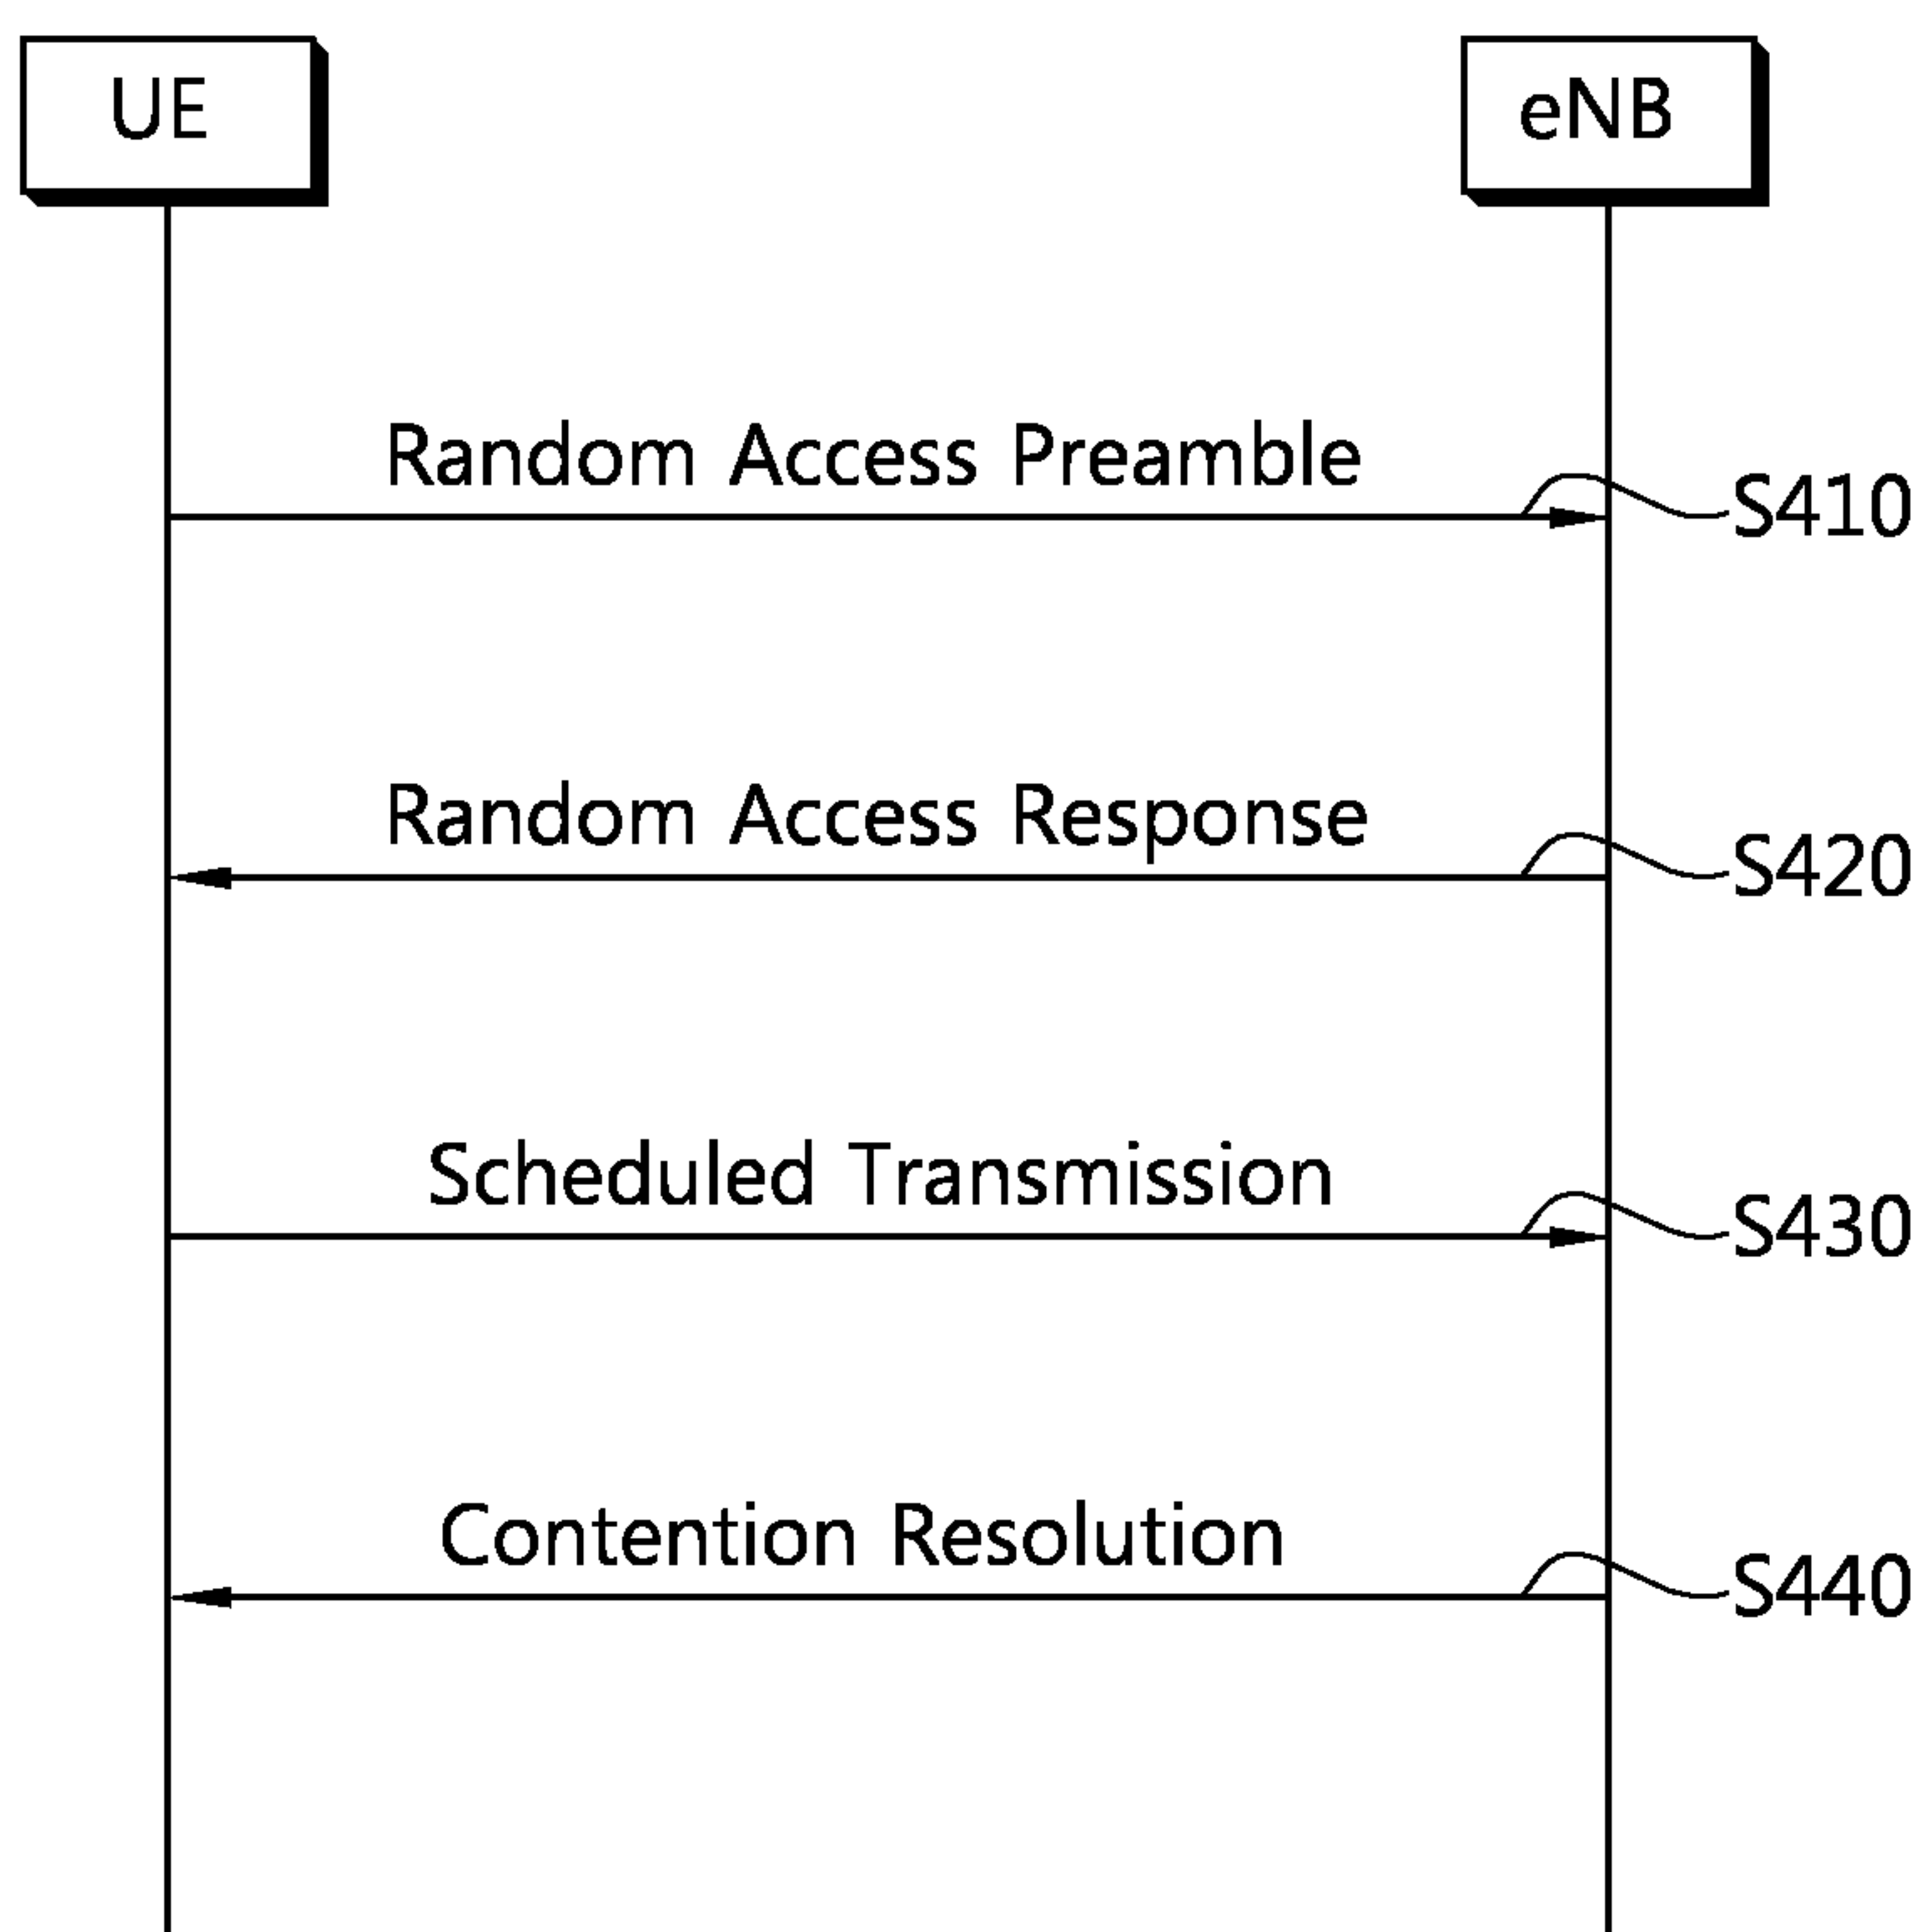 UE
eNB
Random Access Preamble
S410
Random Access Response
S420
Scheduled Transmission
S430
Contention Resolution
S440